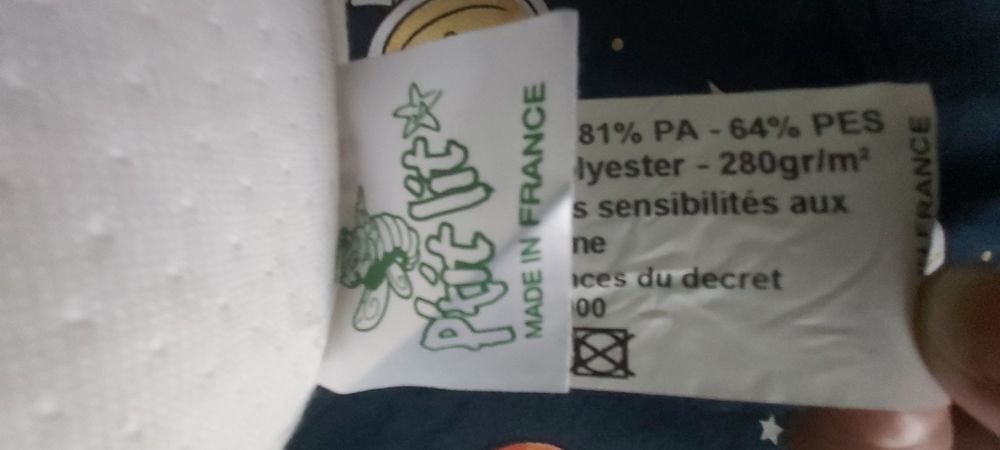 P'tit lit
MADE IN FRANCE
81% PA - 64% PES
lyester - 280gr/m²
s sensibilités aux
ne
nces du decret
00
FRANCE